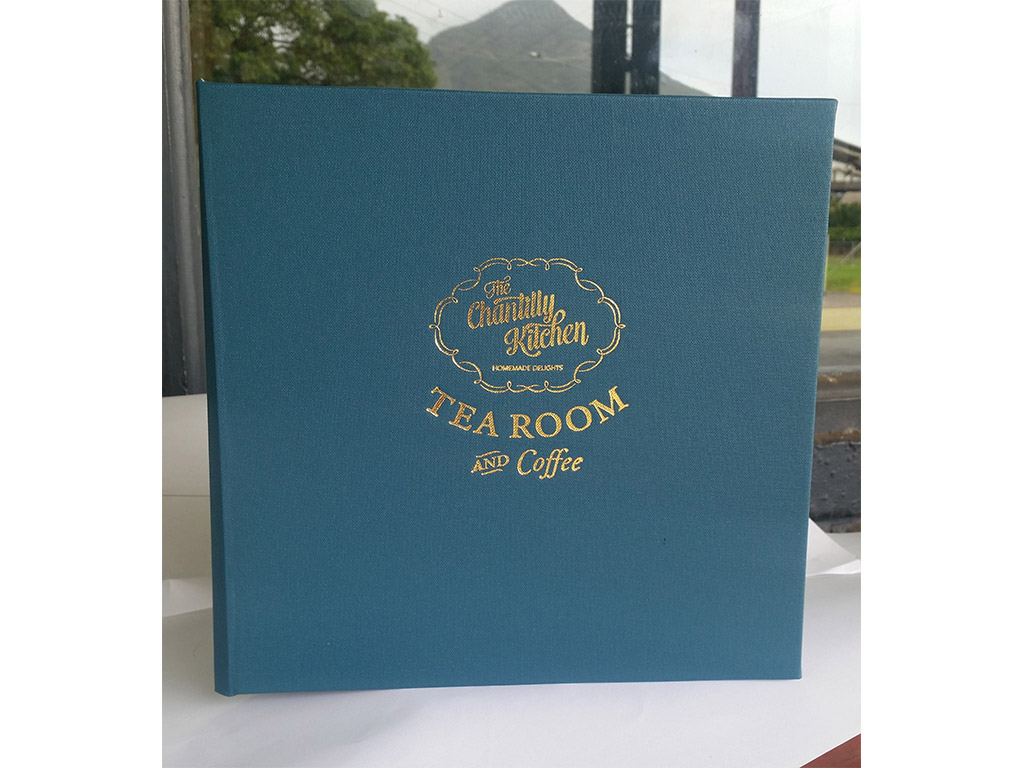 The
Chantilly
Kitchen
HOMEMADE DELIGHTS
TEA ROOM
AND Coffee